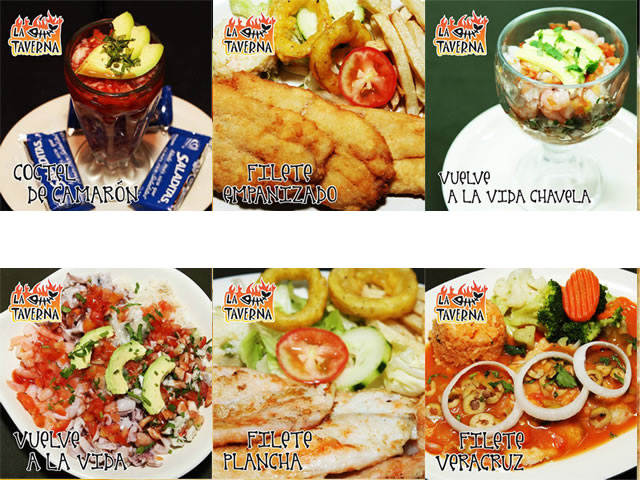 LA
TAVERNA
COCTEL
DE CAMARÓN
SALADITAS
SALADITAS
LA
TAVERNA
FILETE
EMPANIZADO
LA
TAVERNA
VUELVE
A LA VIDA CHAVELA
LA
TAVERNA
VUELVE
A LA VIDA
LA
TAVERNA
FILETE
PLANCHA
LA
TAVERNA
FILETE
VERACRUZ